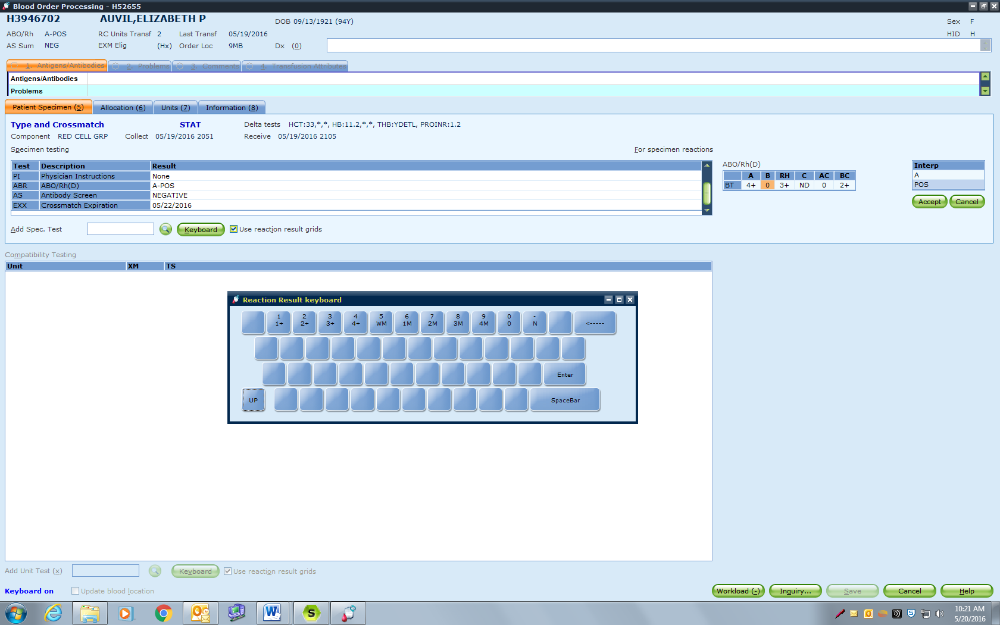 Blood Order Processing - H52655
H3946702 AUVIL,ELIZABETH P DOB 09/13/1921 (94Y) Sex F
ABO/Rh A-POS RC Units Transf 2 Last Transf 05/19/2016 HID H
AS Sum NEG EXM Elig (Hx) Order Loc 9MB Dx (0)
1. Antigens/Antibodies 2. Problems 3. Comments 4. Transfusion Attributes
Antigens/Antibodies
Problems
Patient Specimen (5) Allocation (6) Units (7) Information (8)
Type and Crossmatch STAT Delta tests HCT:33,*,*, HB:11.2,*,*, THB:YDETL, PROINR:1.2
Component RED CELL GRP Collect 05/19/2016 2051 Receive 05/19/2016 2105
Specimen testing For specimen reactions
Test Description Result
PI Physician Instructions None
ABR ABO/Rh(D) A-POS
AS Antibody Screen NEGATIVE
EXX Crossmatch Expiration 05/22/2016
ABO/Rh(D)
A B RH C AC BC
BT 4+ 0 3+ ND 0 2+
Interp
A
POS
Accept Cancel
Add Spec. Test Keyboard Use reaction result grids
Compatibility Testing
Unit XM TS
Reaction Result keyboard
1 2 3 4 5 6 7 8 9 0 -
1+ 2+ 3+ 4+ WM 1M 2M 3M 4M 0 N <-----
Enter
UP SpaceBar
Add Unit Test (x) Keyboard Use reaction result grids
Keyboard on Update blood location Workload (-) Inquiry... Save Cancel Help
10:21 AM
5/20/2016